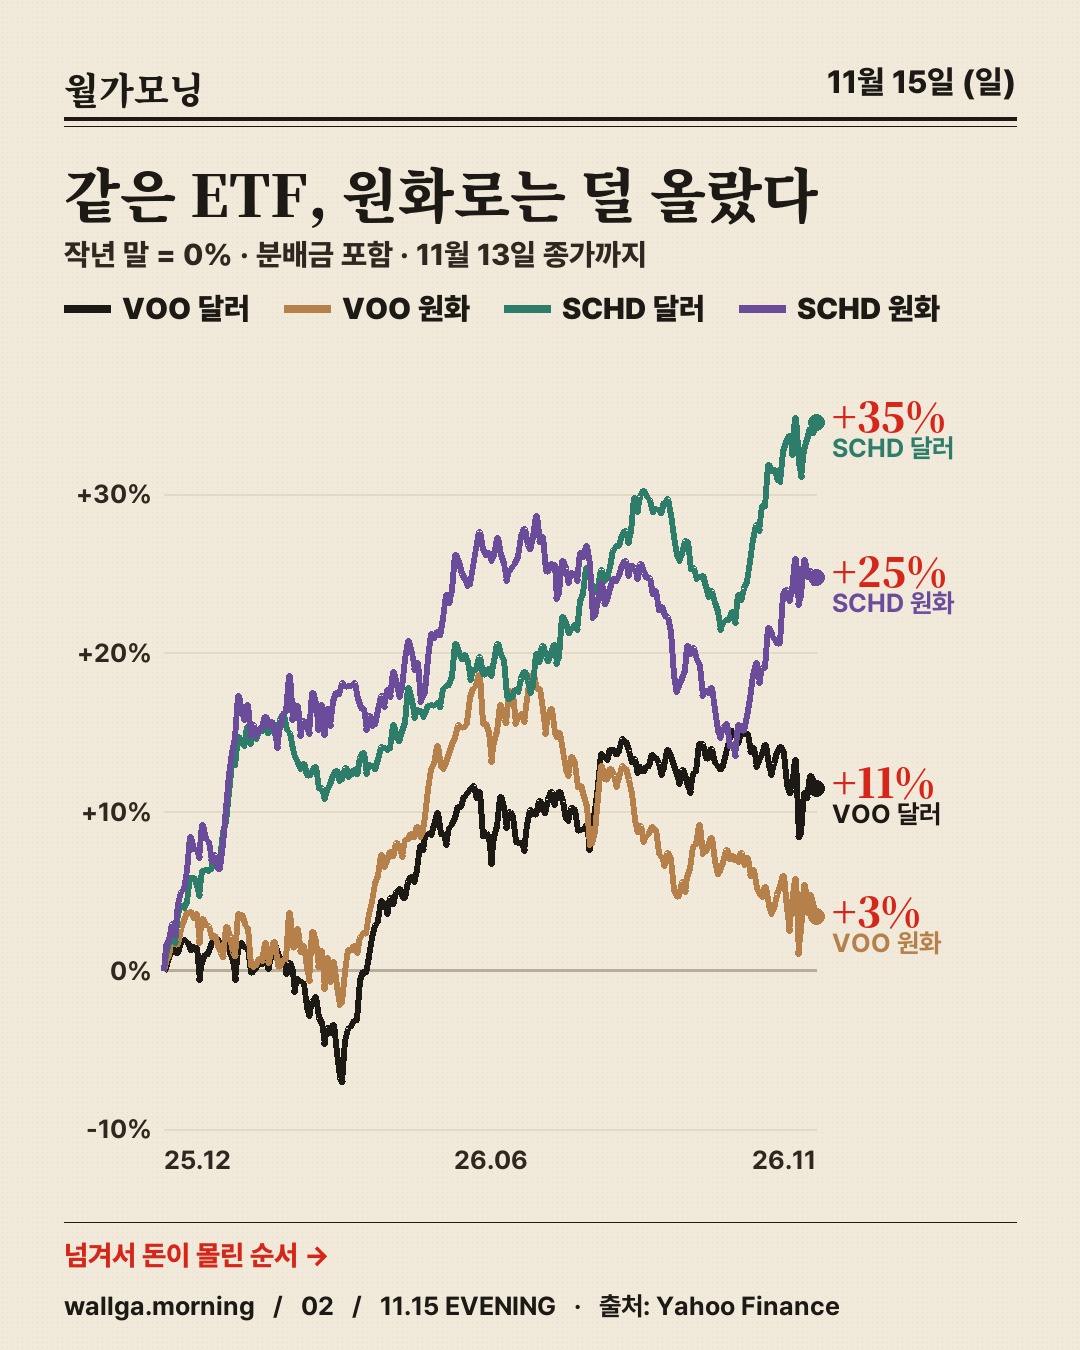 월가모닝
11월 15일 (일)
같은 ETF, 원화로는 덜 올랐다
작년 말 = 0% · 분배금 포함 · 11월 13일 종가까지
VOO 달러
VOO 원화
SCHD 달러
SCHD 원화
+35%
SCHD 달러
+30%
+25%
SCHD 원화
+20%
+11%
VOO 달러
+10%
+3%
VOO 원화
0%
-10%
25.12
26.06
26.11
넘겨서 돈이 몰린 순서 →
wallga.morning / 02 / 11.15 EVENING · 출처: Yahoo Finance